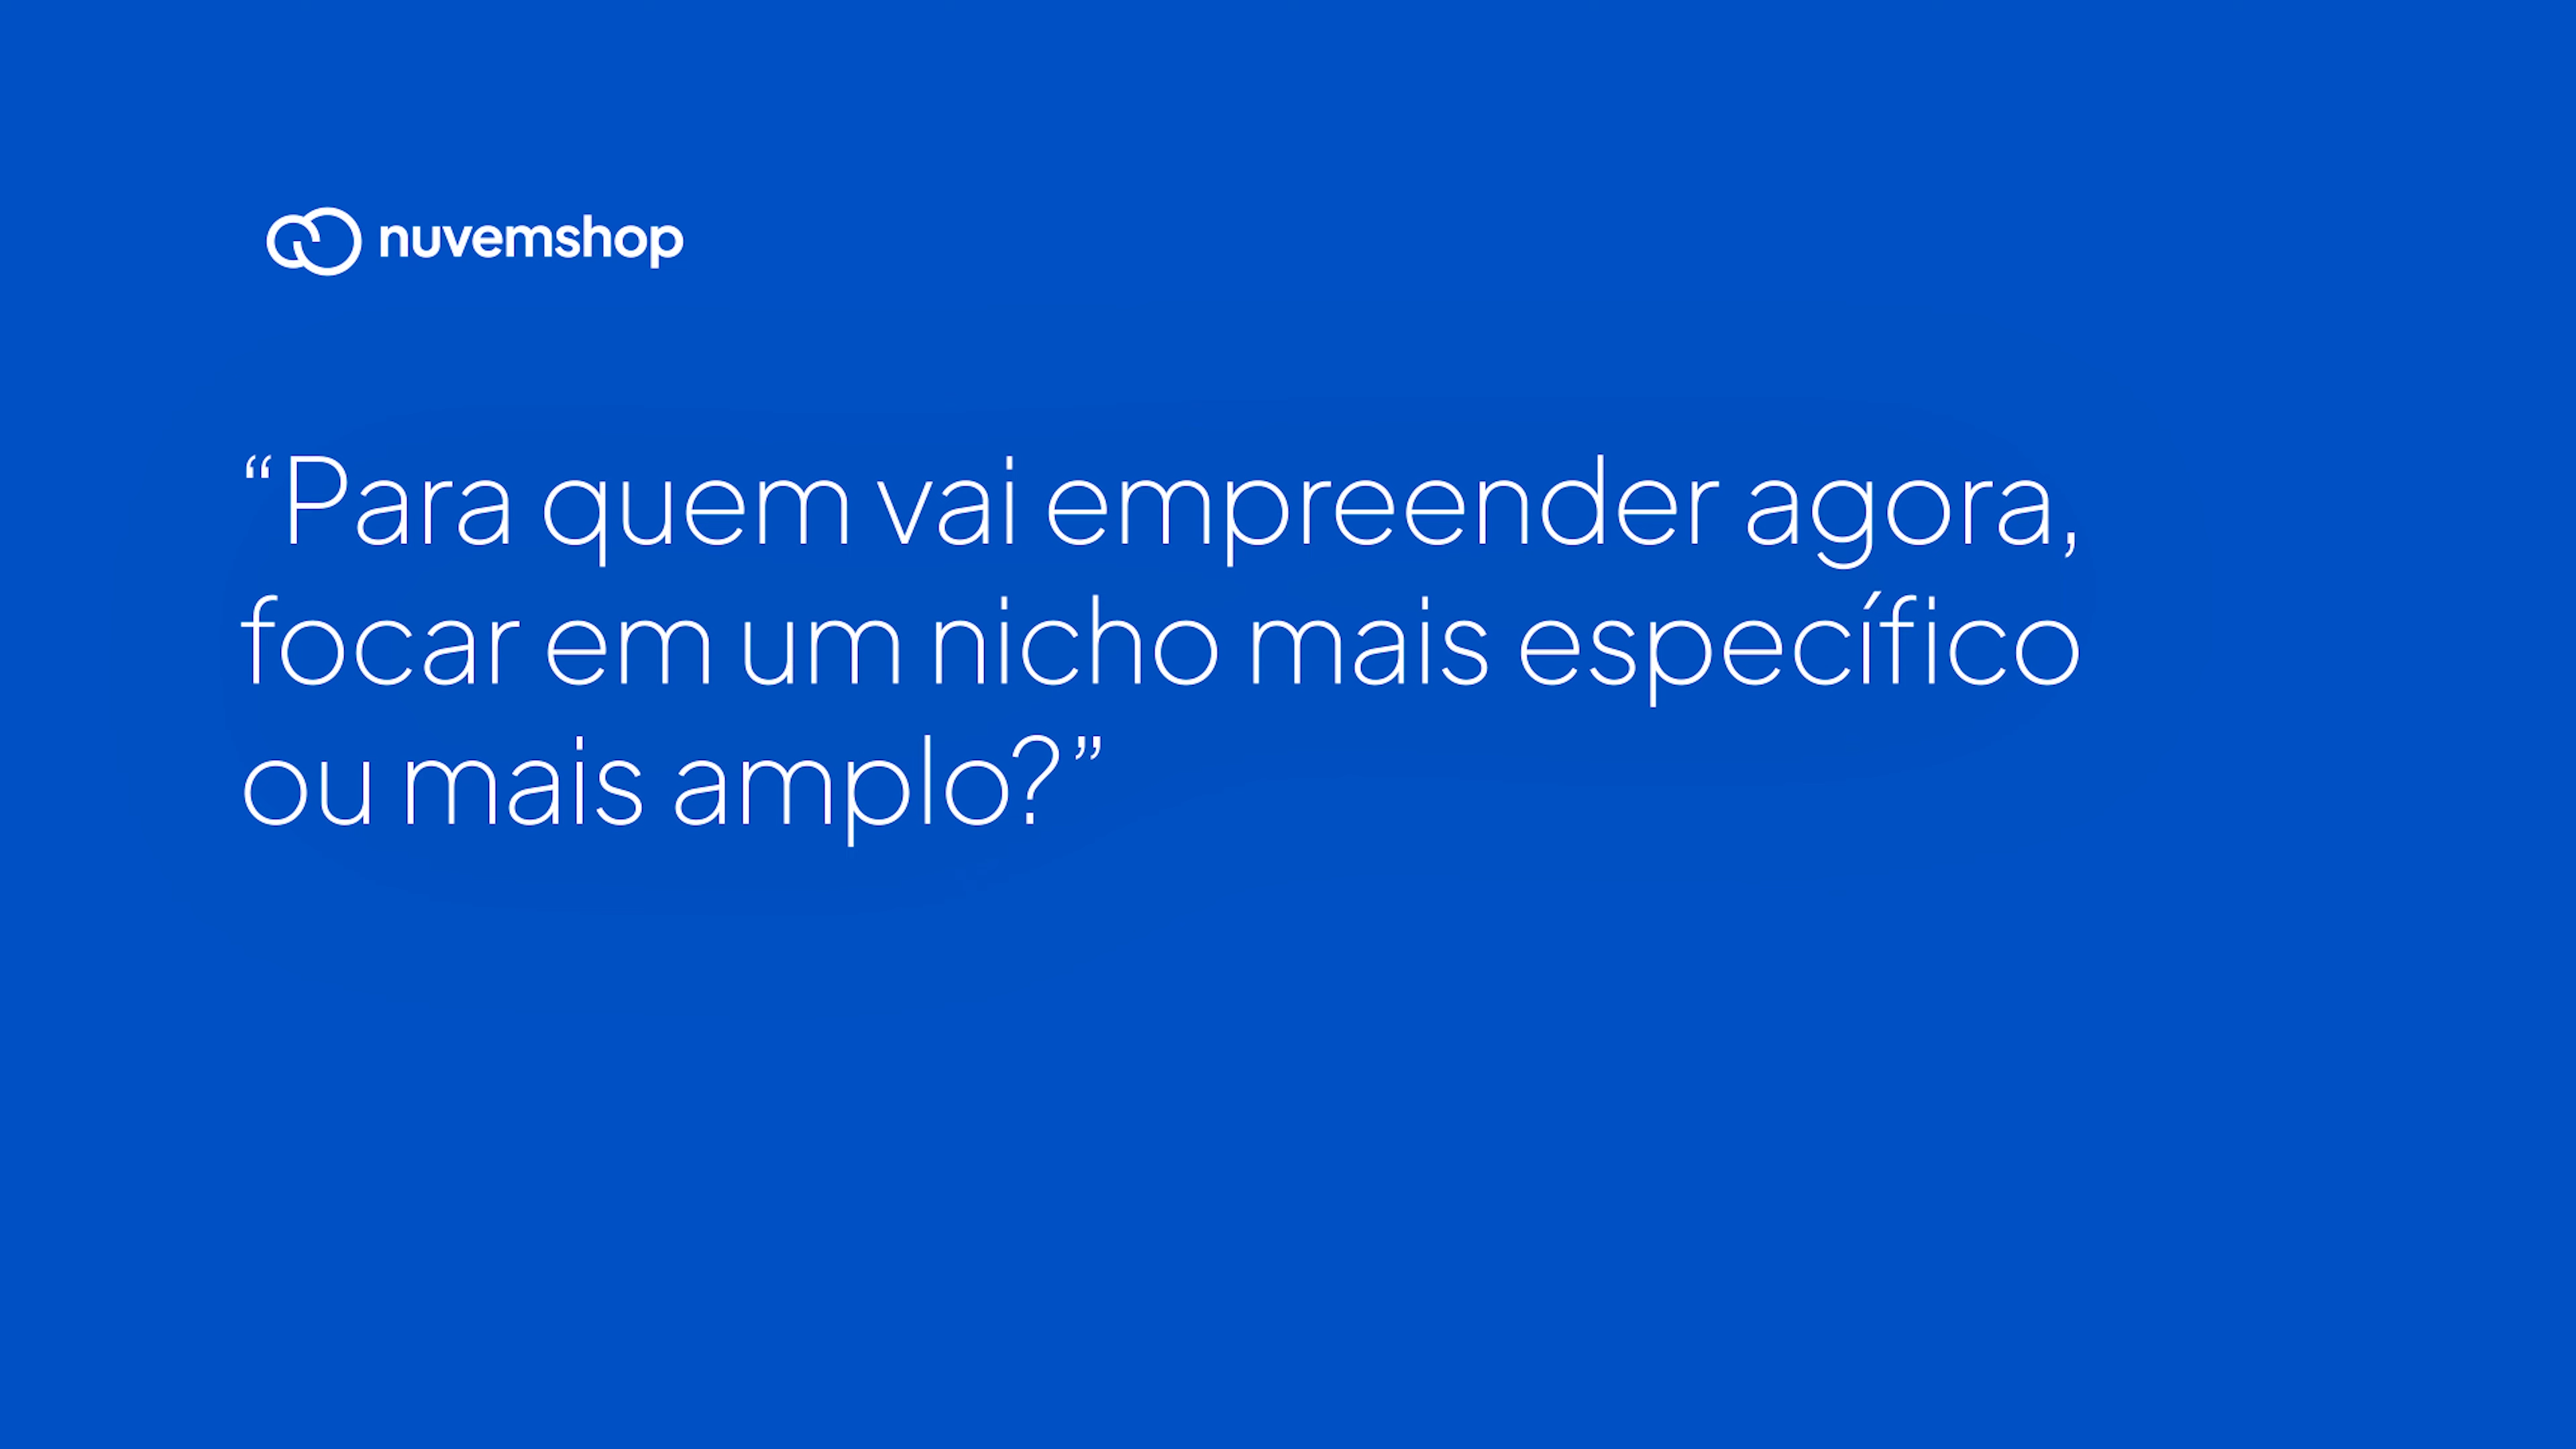 nuvemshop
“Para quem vai empreender agora,
focar em um nicho mais específico
ou mais amplo?”